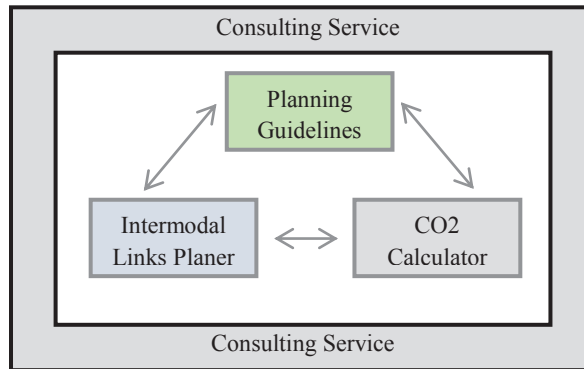 Consulting Service
Planning
Guidelines
Intermodal
Links Planer
CO2
Calculator
Consulting Service